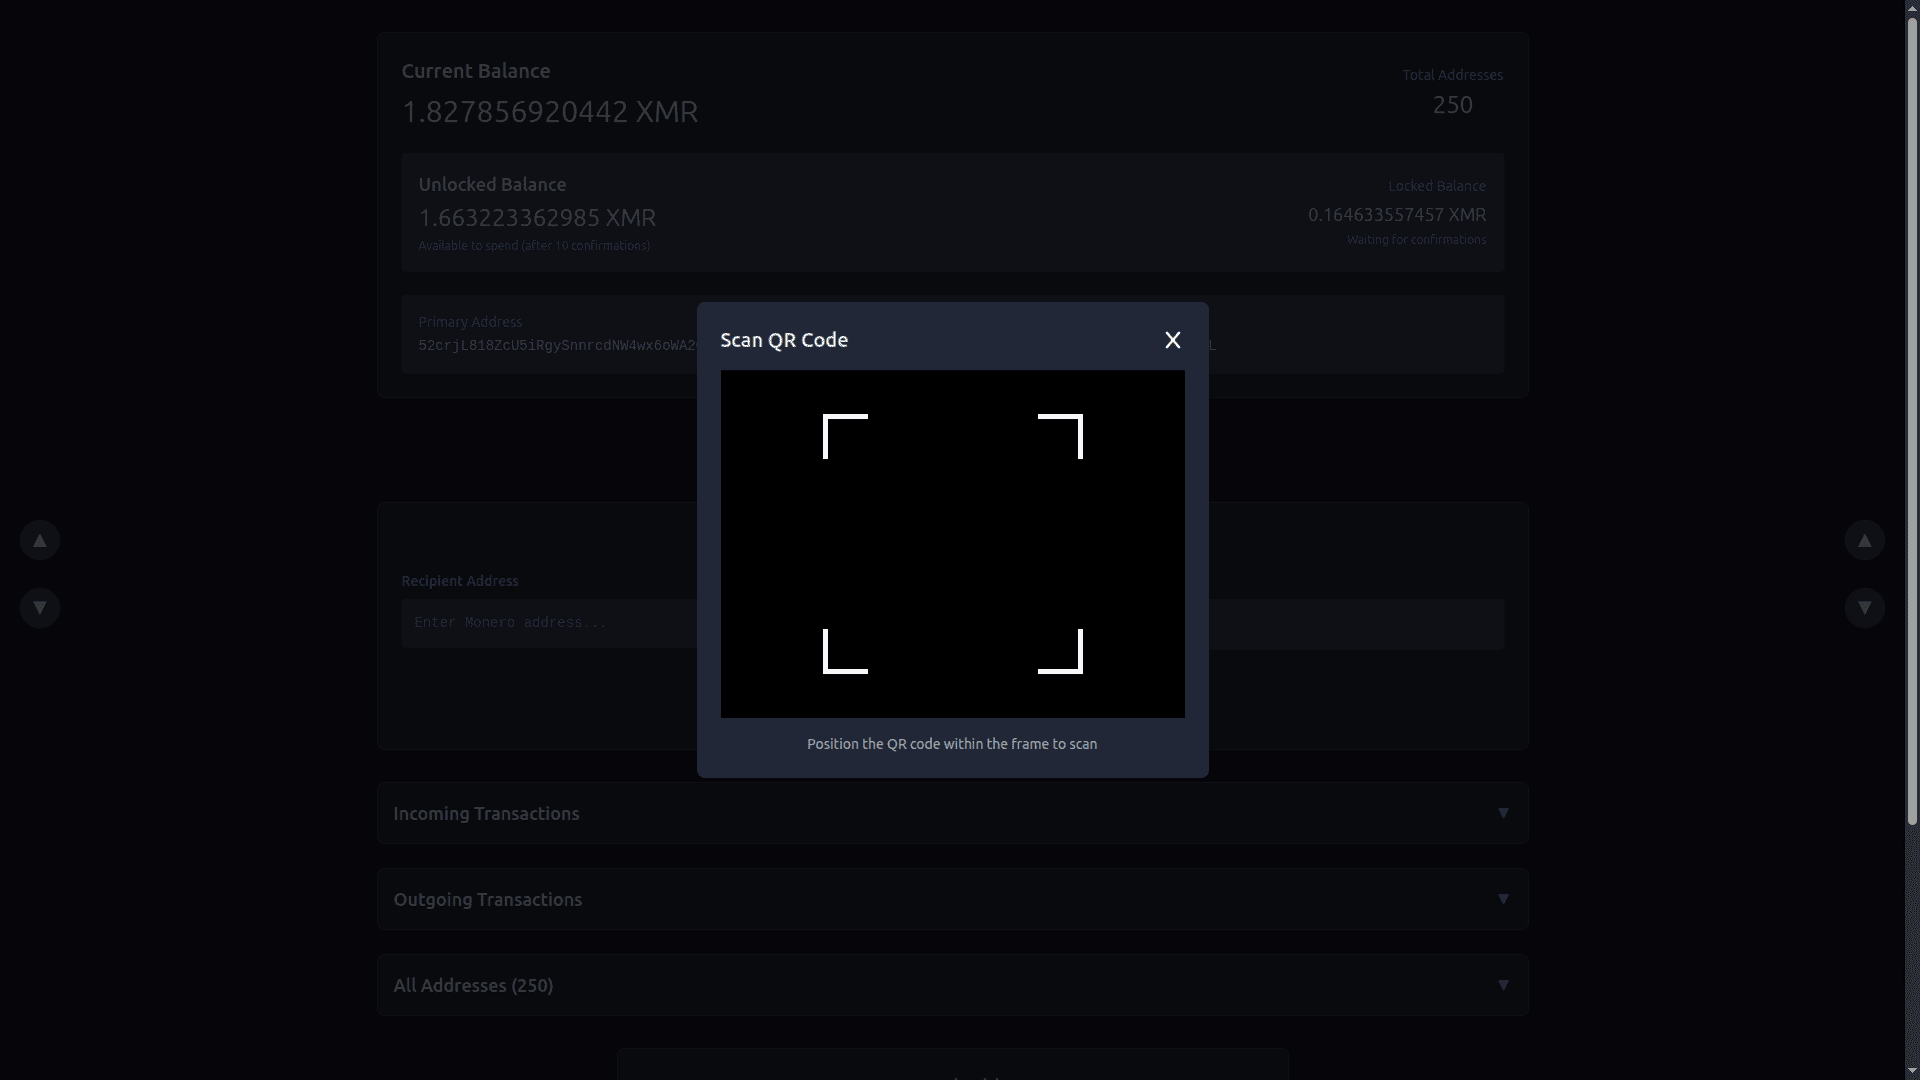 Current Balance
1.827856920442 XMR
Total Addresses
250
Unlocked Balance
1.663223362985 XMR
Available to spend (after 10 confirmations)
Locked Balance
0.164633557457 XMR
Waiting for confirmations
Primary Address
52crjL818ZcU5iRgySnnrcdNW4wx6oWA2
L
Scan QR Code
X
Position the QR code within the frame to scan
Recipient Address
Enter Monero address...
Incoming Transactions
Outgoing Transactions
All Addresses (250)